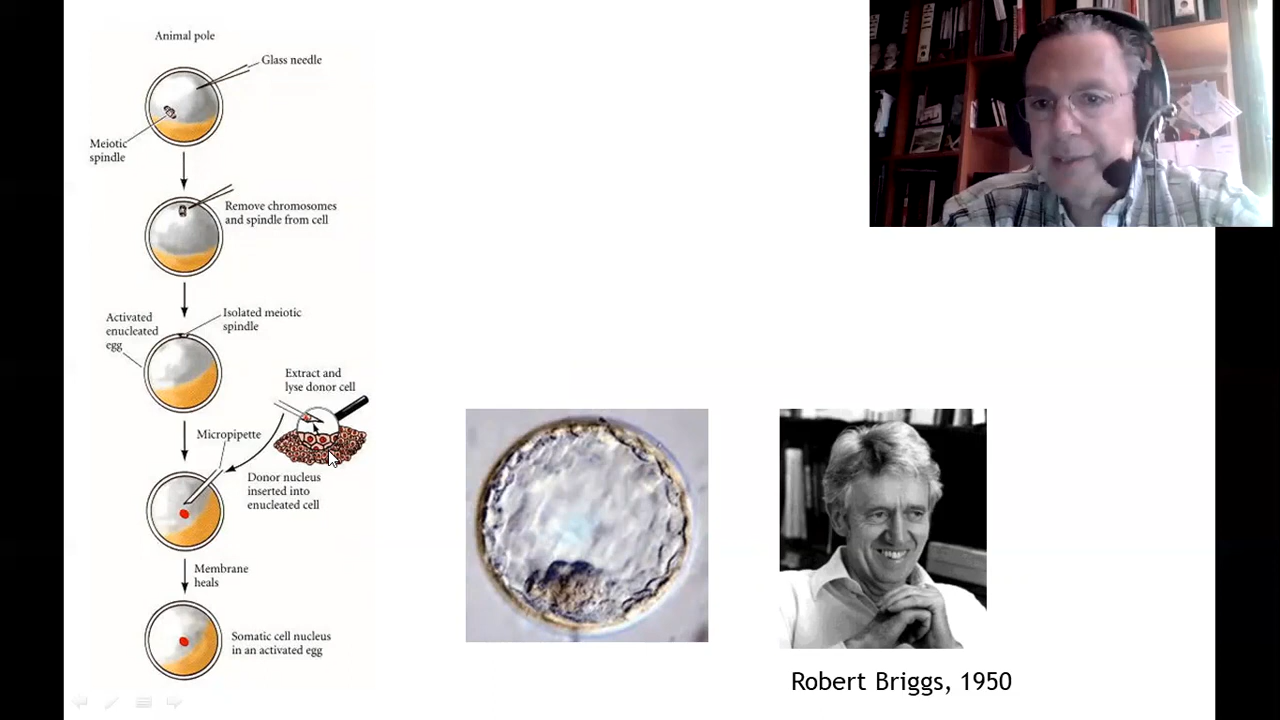 Animal pole
Glass needle
Meiotic
spindle
Remove chromosomes
and spindle from cell
Activated
enucleated
egg
Isolated meiotic
spindle
Extract and
lyse donor cell
Micropipette
Donor nucleus
inserted into
enucleated cell
Membrane
heals
Somatic cell nucleus
in an activated egg
Robert Briggs, 1950